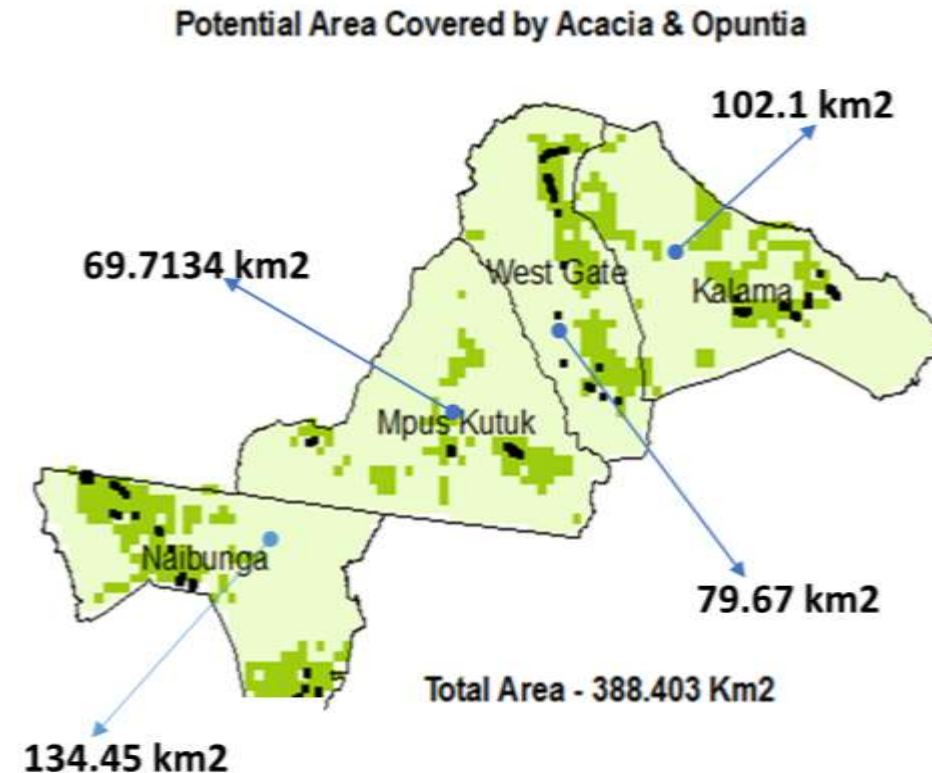 Potential Area Covered by Acacia & Opuntia
102.1 km2
69.7134 km2
West Gate
Kalama
Mpus Kutuk
Naibunga
79.67 km2
Total Area - 388.403 Km2
134.45 km2